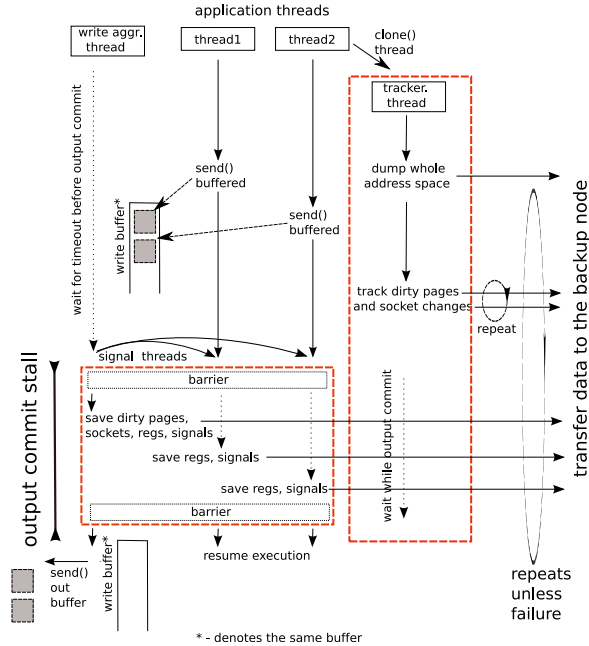 application threads
write aggr.
thread
thread1
thread2
clone()
thread
tracker.
thread
send()
buffered
dump whole
address space
send()
buffered
write buffer*
wait for timeout before output commit
track dirty pages
and socket changes
repeat
transfer data to the backup node
signal threads
barrier
output commit stall
save dirty pages,
sockets, regs, signals
save regs, signals
save regs, signals
wait while output commit
barrier
resume execution
send()
out
buffer
write buffer*
repeats
unless
failure
* - denotes the same buffer